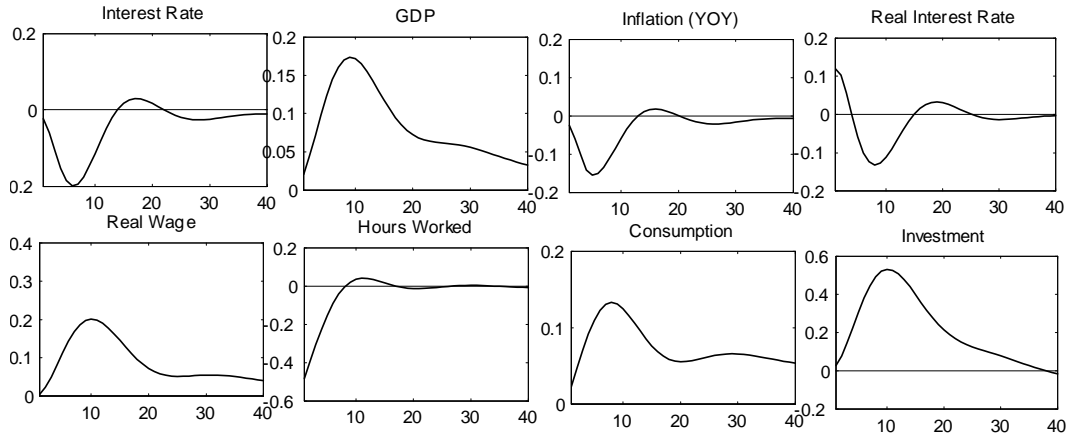 Interest Rate
0.2
0
0.2
10 20 30 40
GDP
0.2
0.15
0.1
0.05
0
10 20 30 40
Inflation (YOY)
0.2
0.1
0
-0.1
-0.2
10 20 30 40
Real Interest Rate
0.2
0.1
0
-0.1
-0.2
10 20 30 40
Real Wage
0.4
0.3
0.2
0.1
0
10 20 30 40
Hours Worked
0.2
0
-0.2
-0.4
-0.6
10 20 30 40
Consumption
0.2
0.1
0
10 20 30 40
Investment
0.6
0.4
0.2
0
-0.2
10 20 30 40